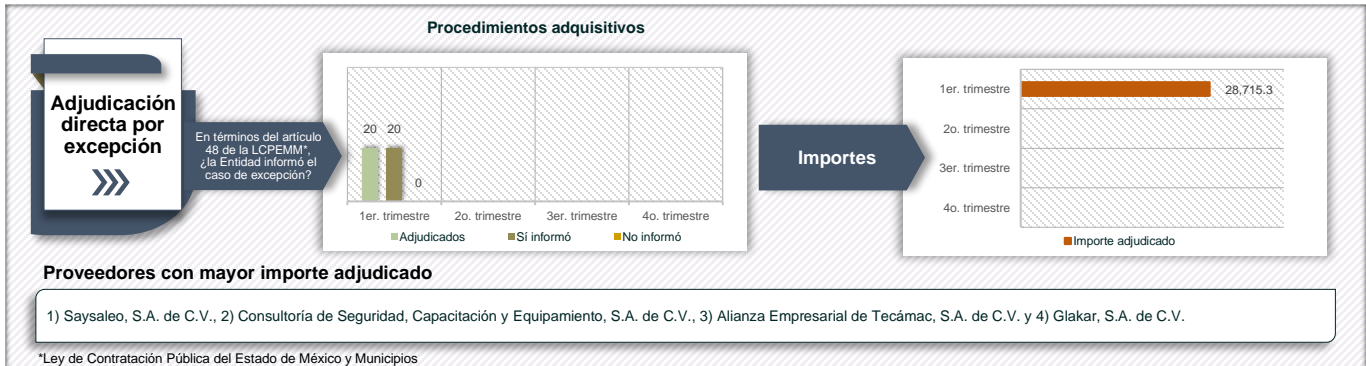 Procedimientos adquisitivos
Adjudicación
directa por
excepción
En términos del artículo
48 de la LCPEMM*,
¿la Entidad informó el
caso de excepción?
20 20
0
1er. trimestre 2o. trimestre 3er. trimestre 4o. trimestre
Adjudicados Sí informó No informó
Importes
1er. trimestre 28,715.3
2o. trimestre
3er. trimestre
4o. trimestre
Importe adjudicado
Proveedores con mayor importe adjudicado
1) Saysaleo, S.A. de C.V., 2) Consultoría de Seguridad, Capacitación y Equipamiento, S.A. de C.V., 3) Alianza Empresarial de Tecámac, S.A. de C.V. y 4) Glakar, S.A. de C.V.
*Ley de Contratación Pública del Estado de México y Municipios